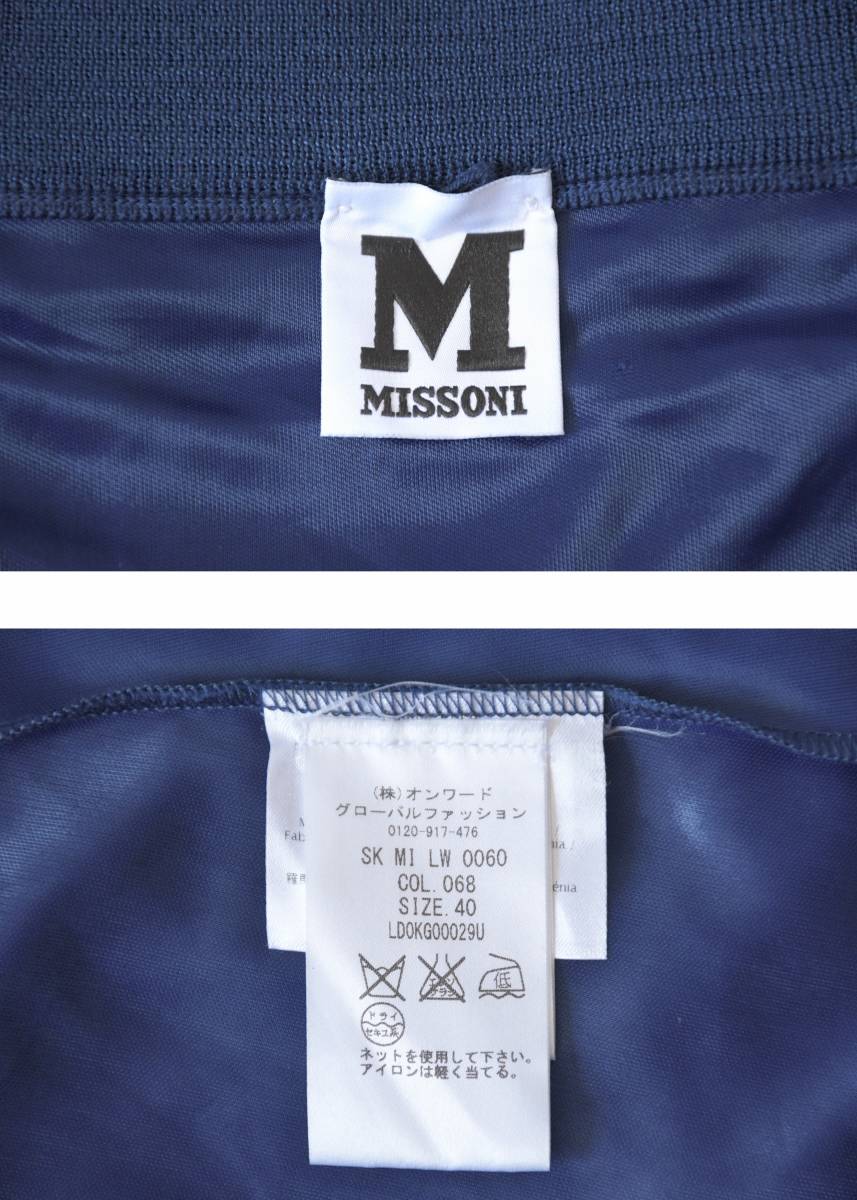 M
MISSONI
(株)オンワード
グローバルファッション
0120-917-476
SK MI LW 0060
COL.068
SIZE.40
LD0KG00029U
低
ドライ
セキユ系
ネットを使用して下さい。
アイロンは軽く当てる。